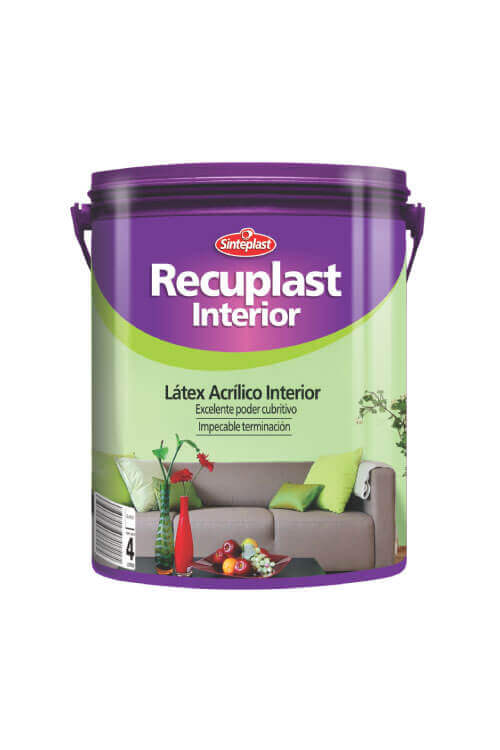 Sinteplast
Recuplast
Interior
Látex Acrílico Interior
Excelente poder cubritivo
Impecable terminación
4